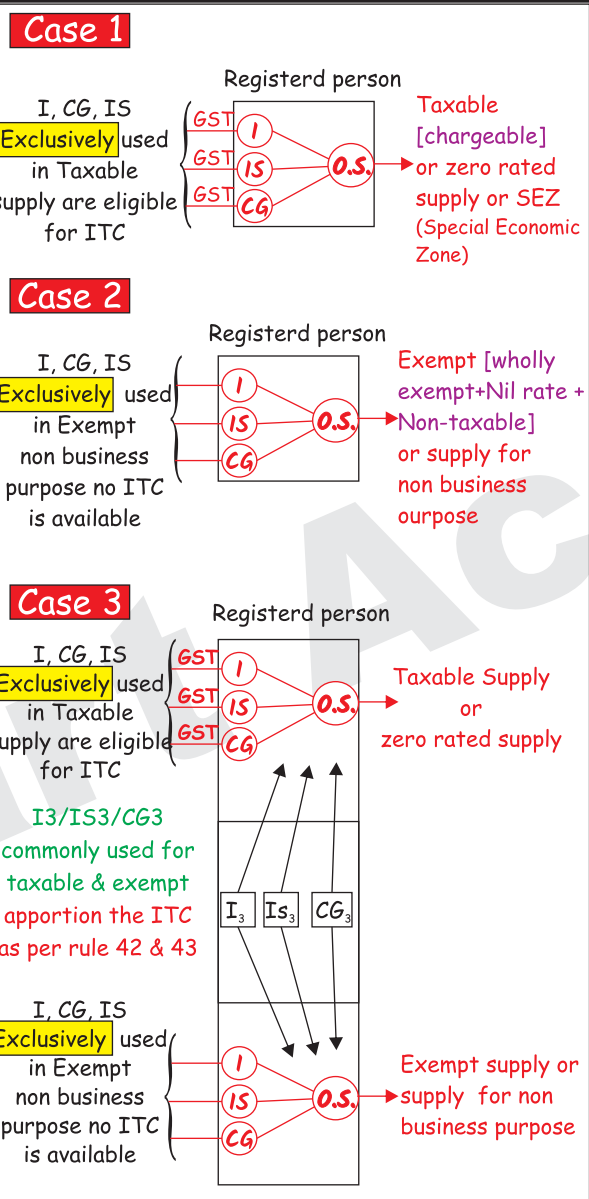 Case 1
Registerd person
I, CG, IS
Exclusively used
in Taxable
supply are eligible
for ITC
GST
GST
GST
I
IS
CG
O.S.
Taxable
[chargeable]
or zero rated
supply or SEZ
(Special Economic
Zone)
Case 2
Registerd person
I, CG, IS
Exclusively used
in Exempt
non business
purpose no ITC
is available
I
IS
CG
O.S.
Exempt [wholly
exempt+Nil rate +
Non-taxable]
or supply for
non business
ourpose
Case 3
Registerd person
I, CG, IS
Exclusively used
in Taxable
upply are eligible
for ITC
GST
GST
GST
I
IS
CG
O.S.
Taxable Supply
or
zero rated supply
I3/IS3/CG3
commonly used for
taxable & exempt
apportion the ITC
as per rule 42 & 43
I3
Is3
CG3
I, CG, IS
Exclusively used
in Exempt
non business
purpose no ITC
is available
I
IS
CG
O.S.
Exempt supply or
supply for non
business purpose